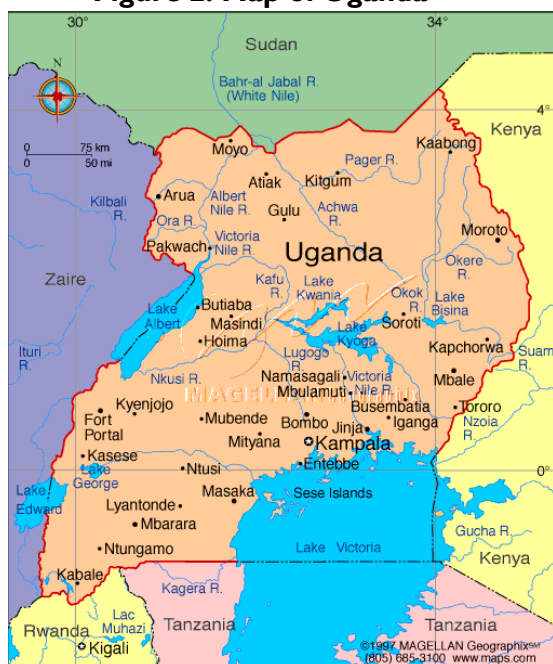 Figure 2: Map of Uganda
30°
34°
Sudan
Bahr-al Jabal R.
(White Nile)
N
4°
Kenya
0 75 km
0 50 mi
Moyo
Kaabong
Pager R.
Atiak
Kitgum
Kilbali
R.
Arua
Albert
Nile R.
Achwa
R.
Ora R.
Gulu
Moroto
Pakwach
Victoria
Nile R.
Uganda
Okere
R.
Zaire
Kafu
R.
Lake
Kwania
Okok
R.
Lake
Bisina
Lake
Albert
Butiaba
Masindi
Soroti
Hoima
Lake
Kyoga
Kapchorwa
Suam
R.
Ituri
R.
Lugogo
R.
Nkusi R.
Namasagali
Victoria
Nile R.
Mbale
MAGELLAN Geographix
Mbulamuti
Kyenjojo
Fort
Portal
Mubende
Bombo
Busembatia
Iganga
Tororo
Nzoia
R.
Mityana
Jinja
Kampala
Kasese
Lake
George
Ntusi
Entebbe
0°
Lake
Edward
Masaka
Sese Islands
Lyantonde
Mbarara
Ntungamo
Lake Victoria
Gucha R.
Kenya
Kabale
Kagera R.
Lac
Muhazi
Rwanda
Tanzania
Tanzania
Kigali
©1997 MAGELLAN Geographix℠
(805) 685-3100 www.maps.com